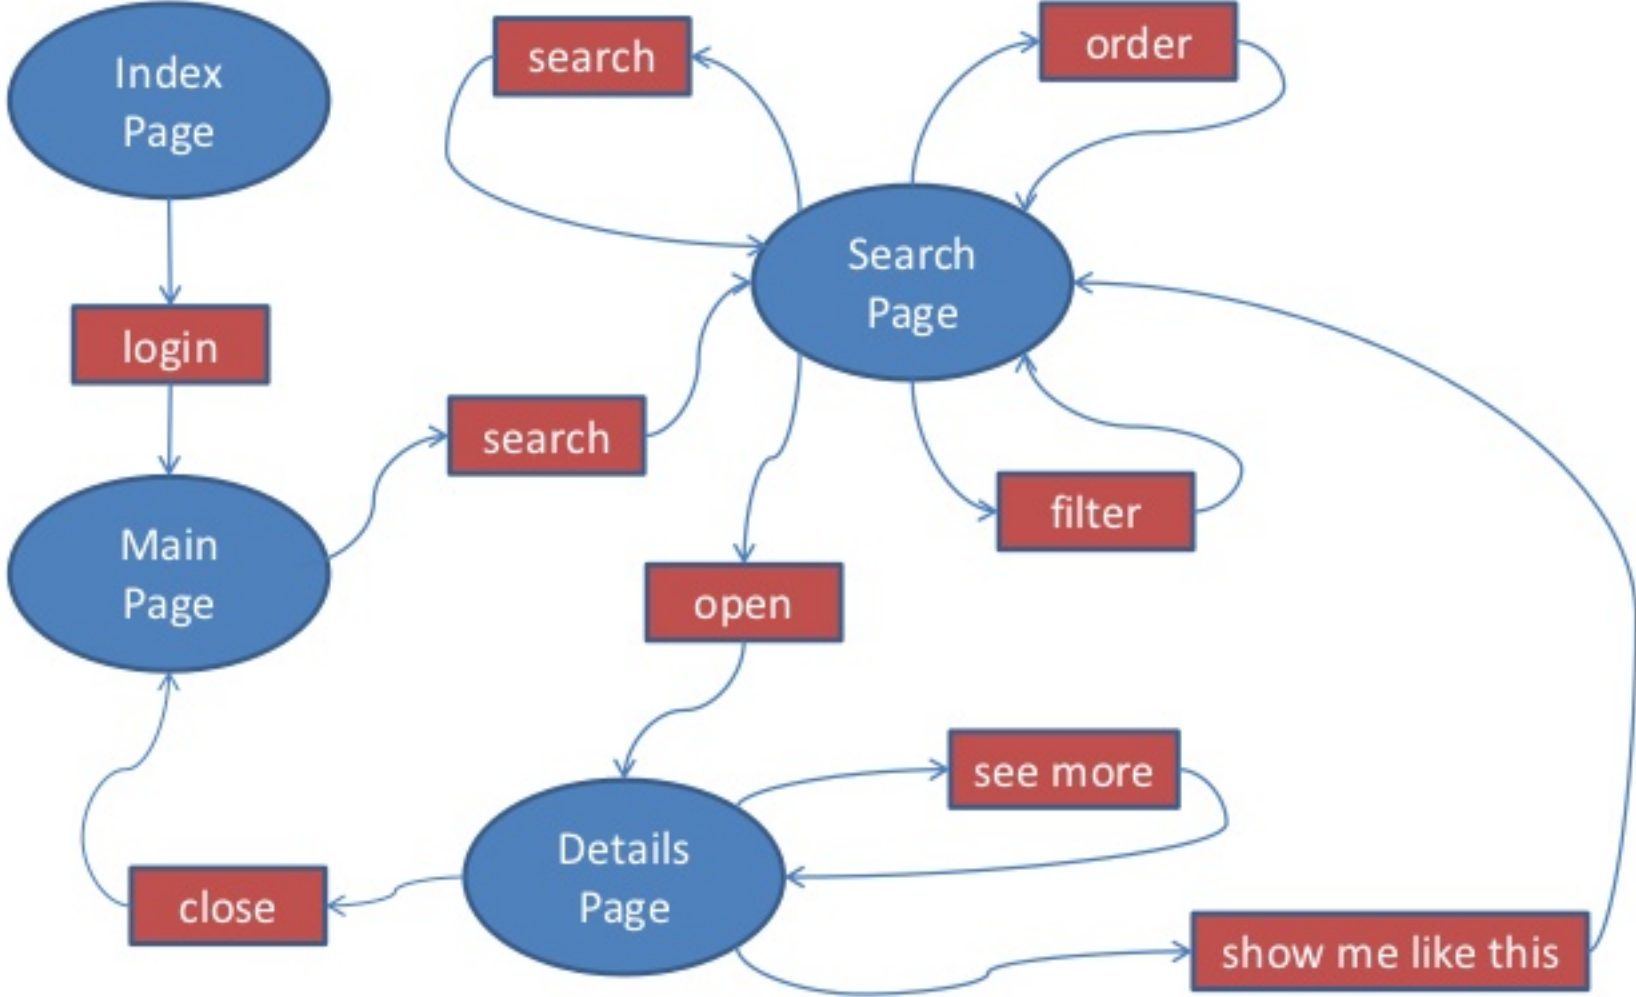 Index
Page
search
order
Search
Page
login
search
filter
Main
Page
open
see more
Details
Page
close
show me like this